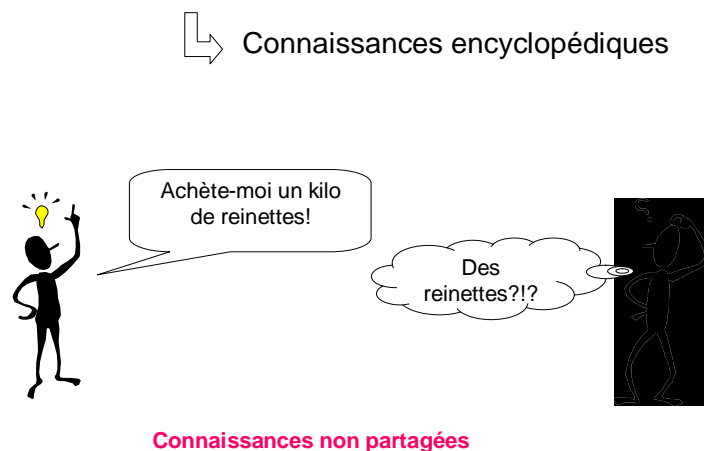 Connaissances encyclopédiques
Achète-moi un kilo
de reinettes!
Des
reinettes?!?
Connaissances non partagées